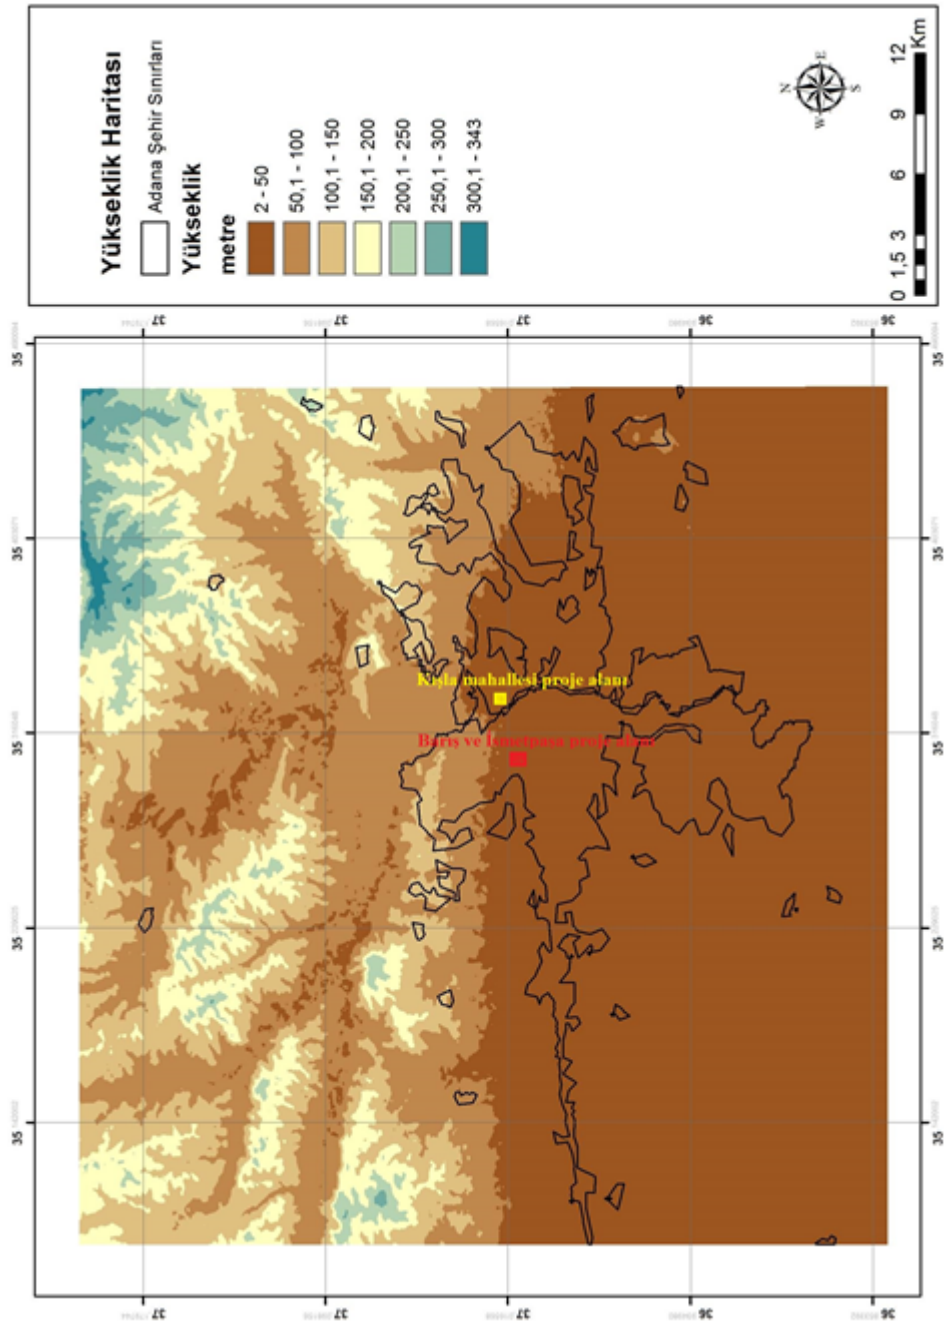 Yükseklik Haritası
Adana Şehir Sınırları
Yükseklik
metre
2 - 50
50,1 - 100
100,1 - 150
150,1 - 200
200,1 - 250
250,1 - 300
300,1 - 343
N
E
S
W
0 1,5 3 6 9 12
Km
Kışla mahallesi proje alanı
Barış ve İsmetpaşa proje alanı
35
35
35
35
35
35
35
35
35
35
37
37
37
36
36
37
37
37
36
36